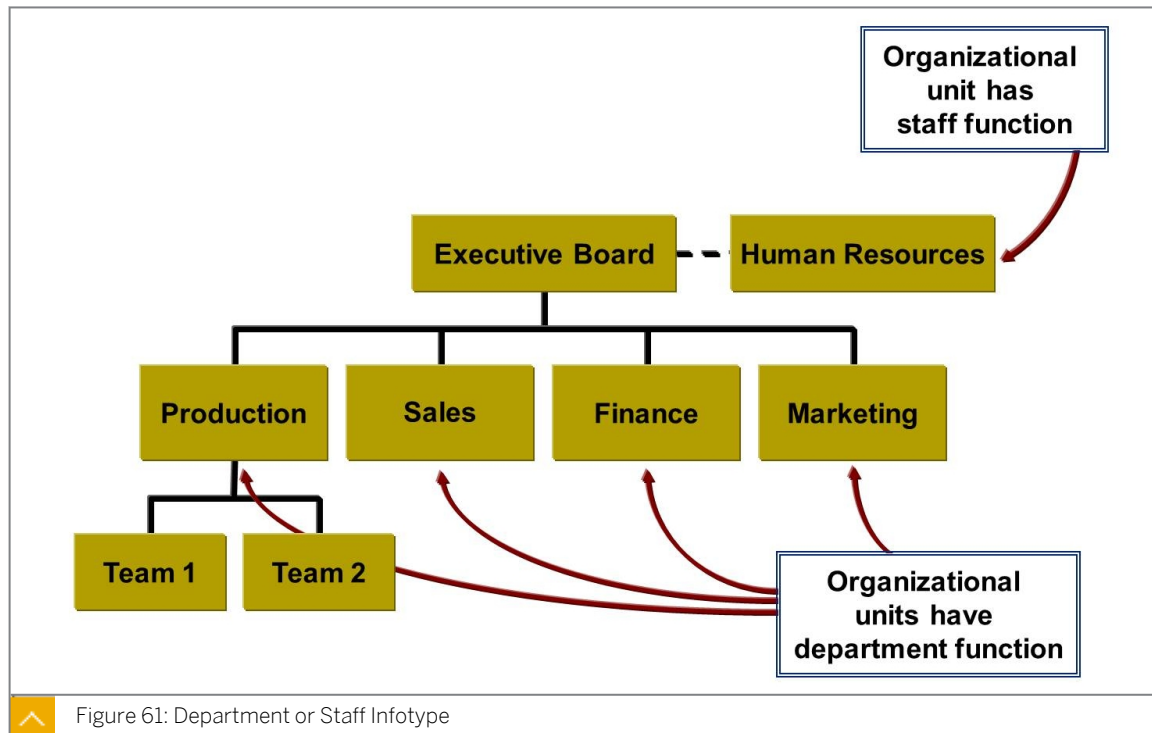 Organizational
unit has
staff function
Executive Board
Human Resources
Production
Sales
Finance
Marketing
Team 1
Team 2
Organizational
units have
department function
Figure 61: Department or Staff Infotype